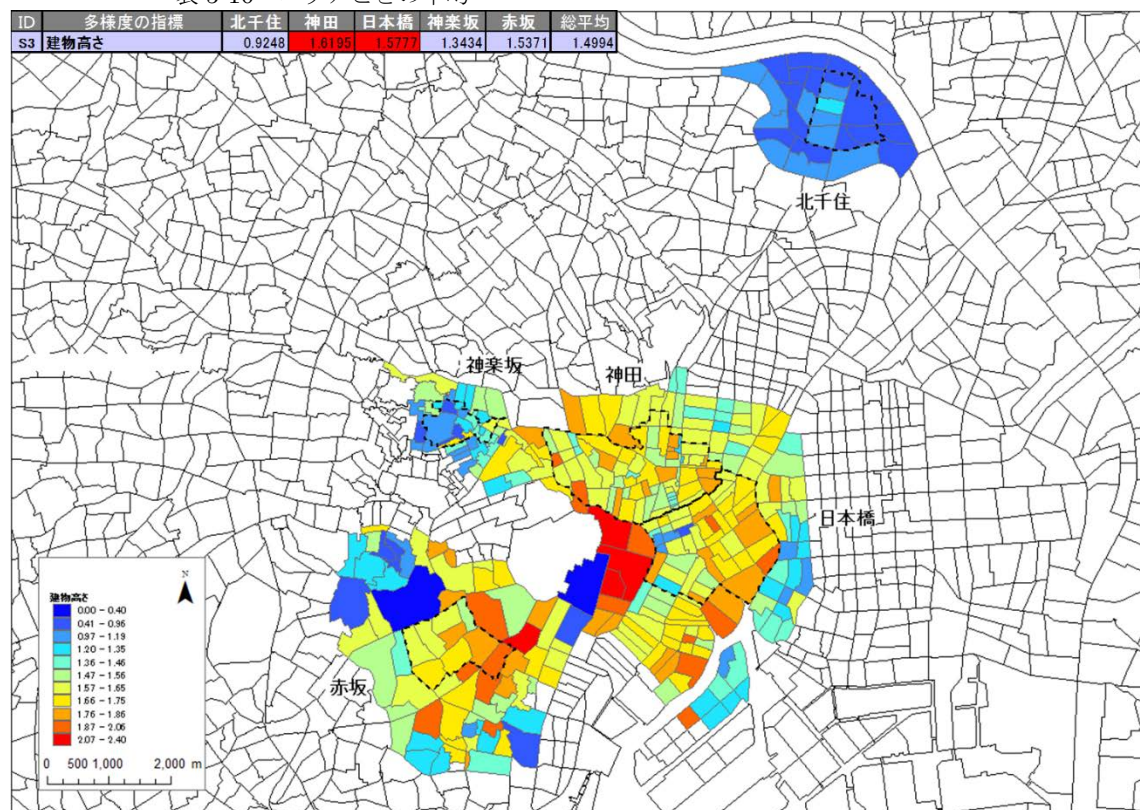 ID 多様度の指標 北千住 神田 日本橋 神楽坂 赤坂 総平均
S3 建物高さ 0.9248 1.6195 1.5777 1.3434 1.5371 1.4994
北千住
神楽坂
神田
日本橋
赤坂
N
建物高さ
0.00 - 0.40
0.41 - 0.96
0.97 - 1.19
1.20 - 1.35
1.36 - 1.46
1.47 - 1.56
1.57 - 1.65
1.66 - 1.75
1.76 - 1.86
1.87 - 2.06
2.07 - 2.40
0 500 1,000 2,000 m